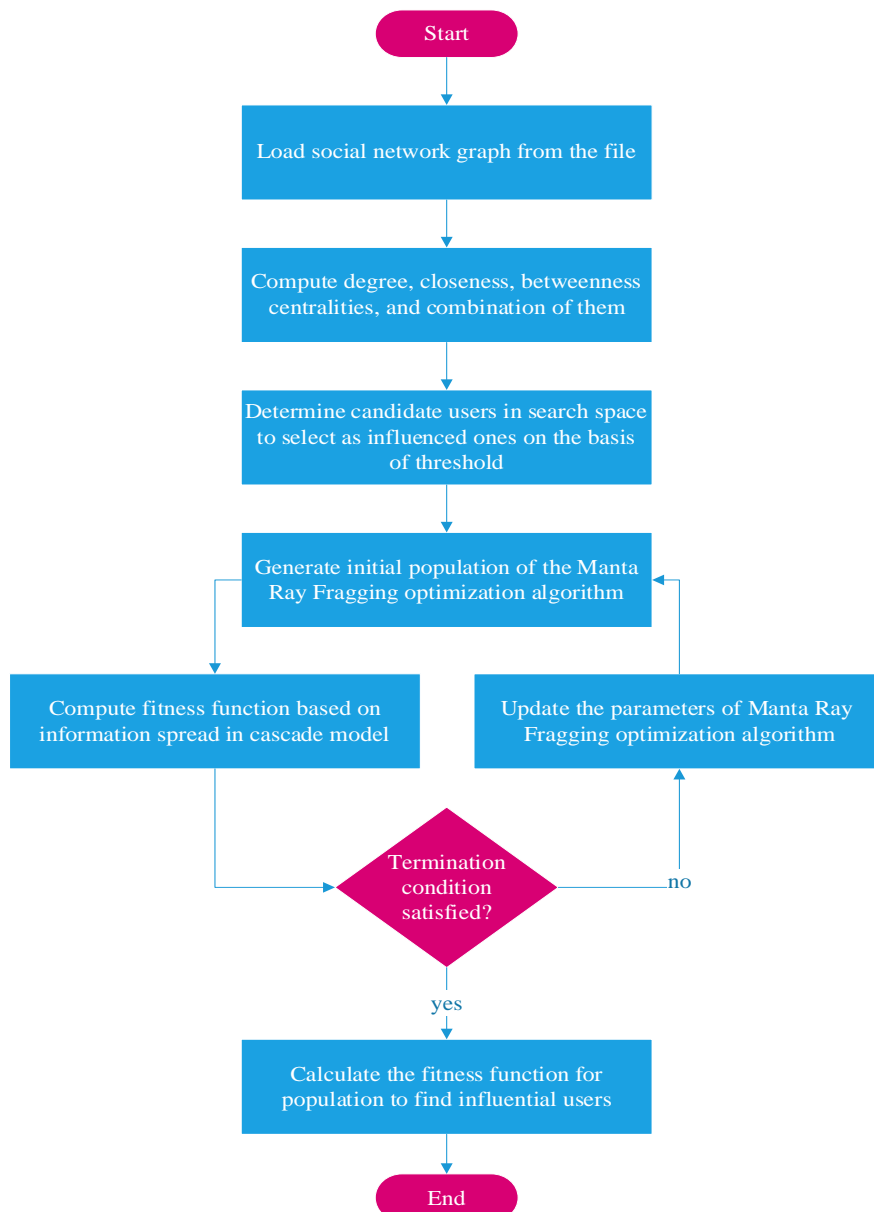 Start
Load social network graph from the file
Compute degree, closeness, betweenness
centralities, and combination of them
Determine candidate users in search space
to select as influenced ones on the basis
of threshold
Generate initial population of the Manta
Ray Fragging optimization algorithm
Compute fitness function based on
information spread in cascade model
Update the parameters of Manta Ray
Fragging optimization algorithm
Termination
condition
satisfied?
no
yes
Calculate the fitness function for
population to find influential users
End